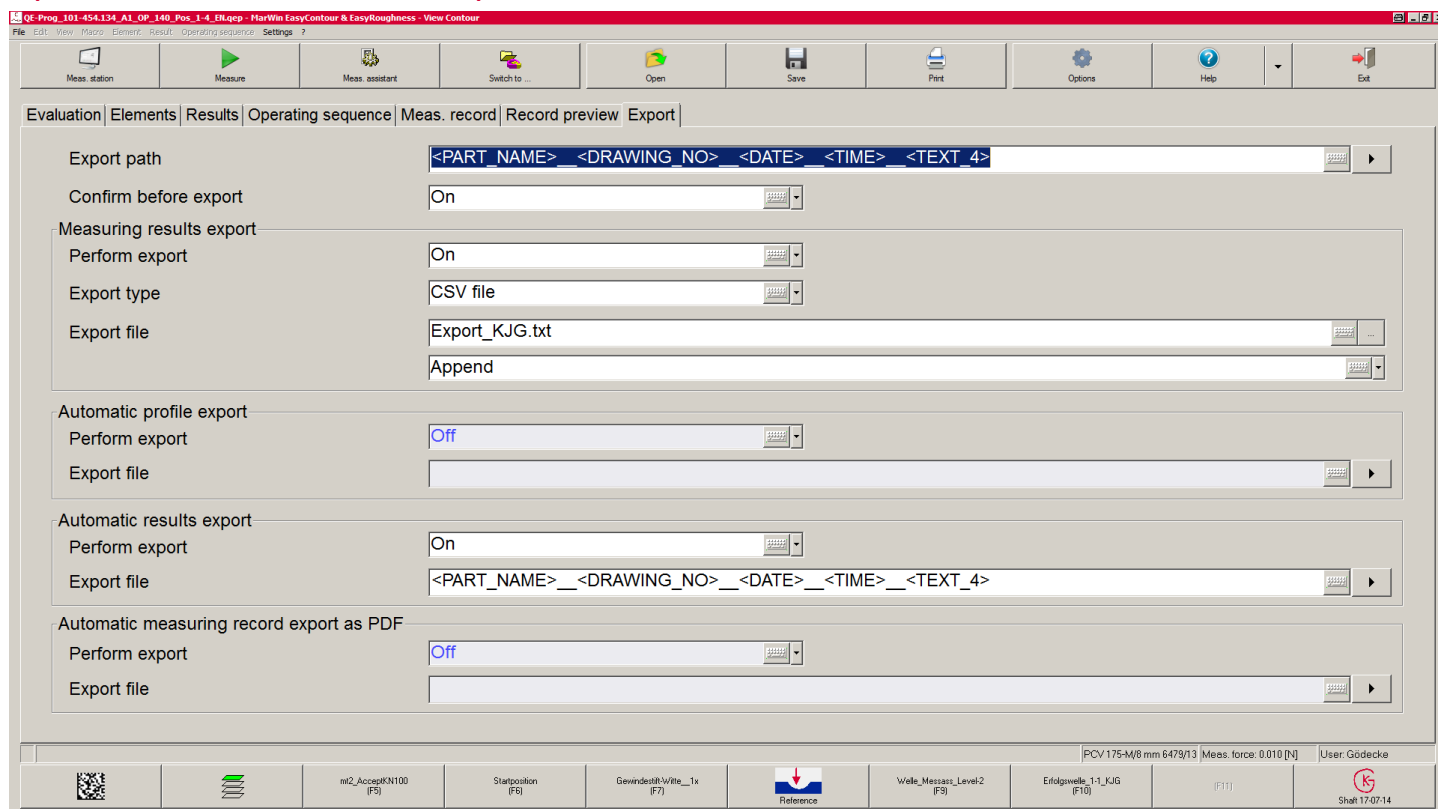 QE-Prog_101-454.134_A1_OP_140_Pos_1-4_EN.qep - MarWin EasyContour & EasyRoughness - View Contour
File Edit View Macro Element Result Operating sequence Settings ?
Meas. station Measure Meas. assistant Switch to ... Open Save Print Options Help Exit
Evaluation Elements Results Operating sequence Meas. record Record preview Export
Export path <PART_NAME>__<DRAWING_NO>__<DATE>__<TIME>__<TEXT_4>
Confirm before export On
Measuring results export
Perform export On
Export type CSV file
Export file Export_KJG.txt
...
Append
Automatic profile export
Perform export Off
Export file
Automatic results export
Perform export On
Export file <PART_NAME>__<DRAWING_NO>__<DATE>__<TIME>__<TEXT_4>
Automatic measuring record export as PDF
Perform export Off
Export file
PCV 175-M/8 mm 6479/13 Meas. force: 0.010 [N] User: Gödecke
mt2_AcceptKN100 (F5)
Startposition (F6)
Gewindestift-Witte__1x (F7)
Reference
Welle_Messass_Level-2 (F9)
Erfolgswelle_1-1_KJG (F10)
(F11)
Shaft 17-07-14